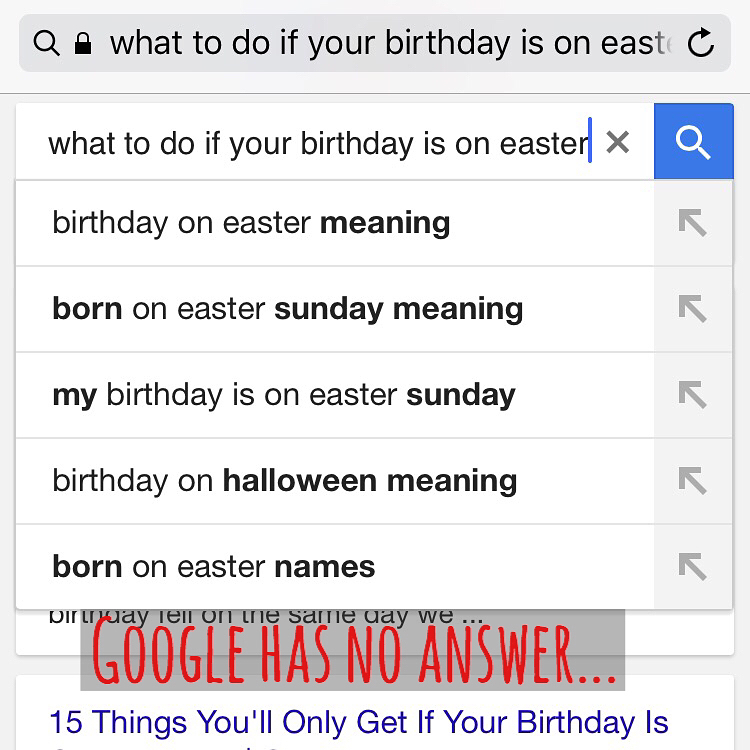 what to do if your birthday is on easte
what to do if your birthday is on easter
birthday on easter meaning
born on easter sunday meaning
my birthday is on easter sunday
birthday on halloween meaning
born on easter names
birthday fell on the same day we ...
GOOGLE HAS NO ANSWER...
15 Things You'll Only Get If Your Birthday Is